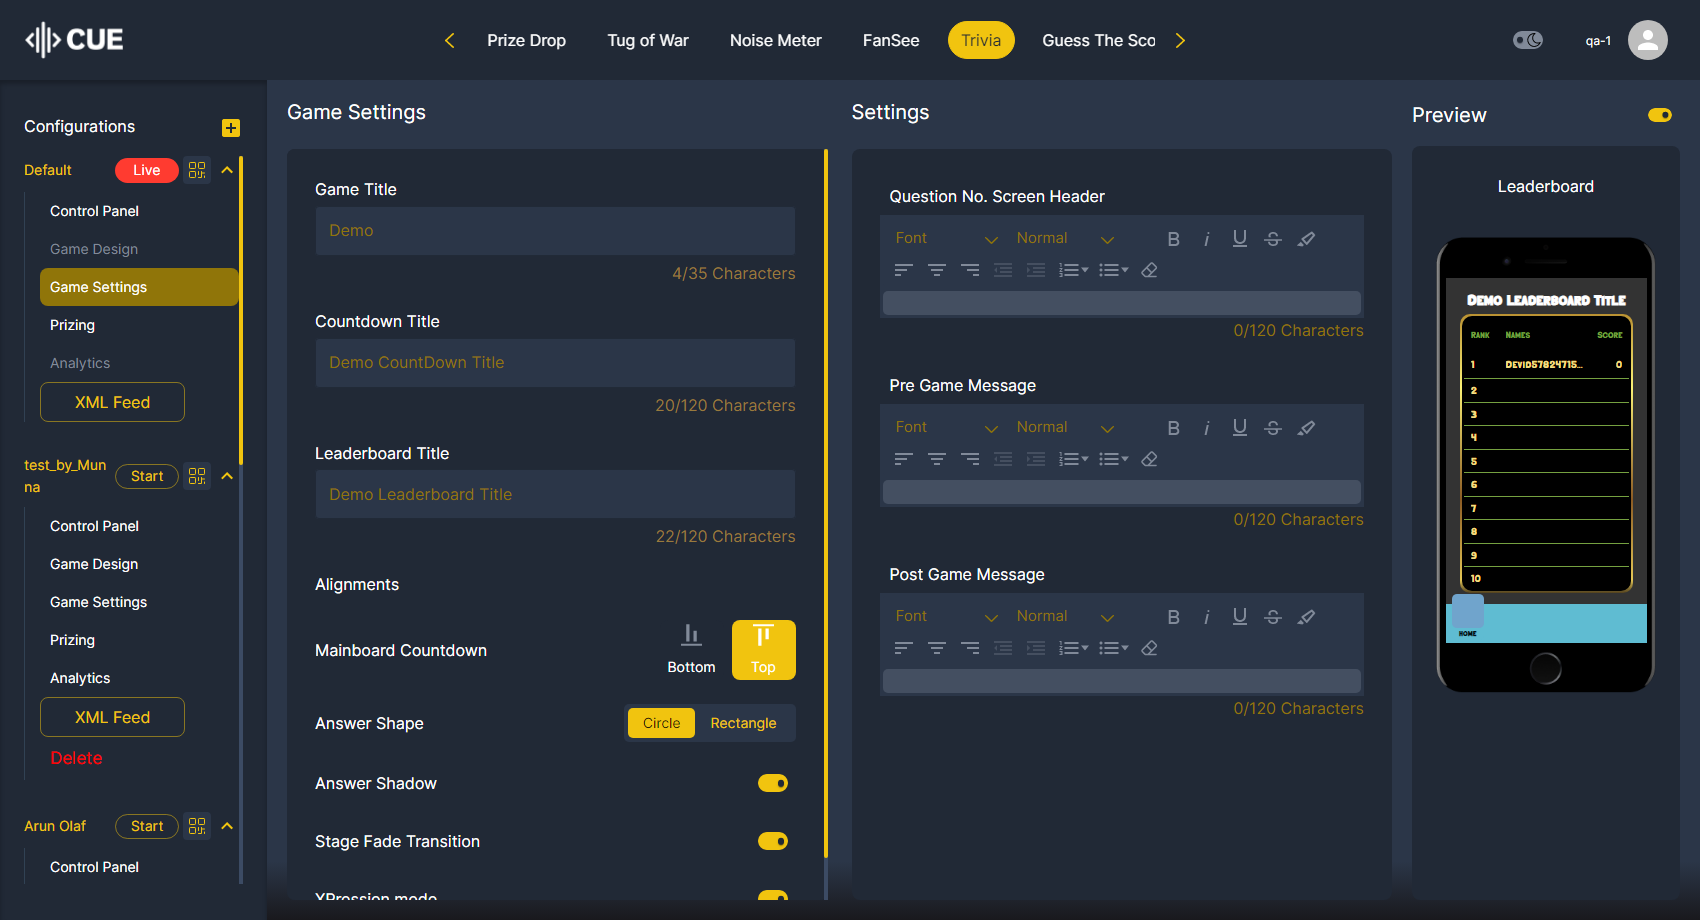 CUE
Prize Drop
Tug of War
Noise Meter
FanSee
Trivia
Guess The Sco
qa-1
Configurations
Default
Live
Control Panel
Game Design
Game Settings
Prizing
Analytics
XML Feed
test_by_Mun
na
Start
Control Panel
Game Design
Game Settings
Prizing
Analytics
XML Feed
Delete
Arun Olaf
Start
Control Panel
Game Settings
Game Title
Demo
4/35 Characters
Countdown Title
Demo CountDown Title
20/120 Characters
Leaderboard Title
Demo Leaderboard Title
22/120 Characters
Alignments
Mainboard Countdown
Bottom
Top
Answer Shape
Circle
Rectangle
Answer Shadow
Stage Fade Transition
XPression mode
Settings
Question No. Screen Header
Font
Normal
0/120 Characters
Pre Game Message
Font
Normal
0/120 Characters
Post Game Message
Font
Normal
0/120 Characters
Preview
Leaderboard
Demo Leaderboard Title
Rank Names Score
1 Devid57824715... 0
2
3
4
5
6
7
8
9
10
HOME